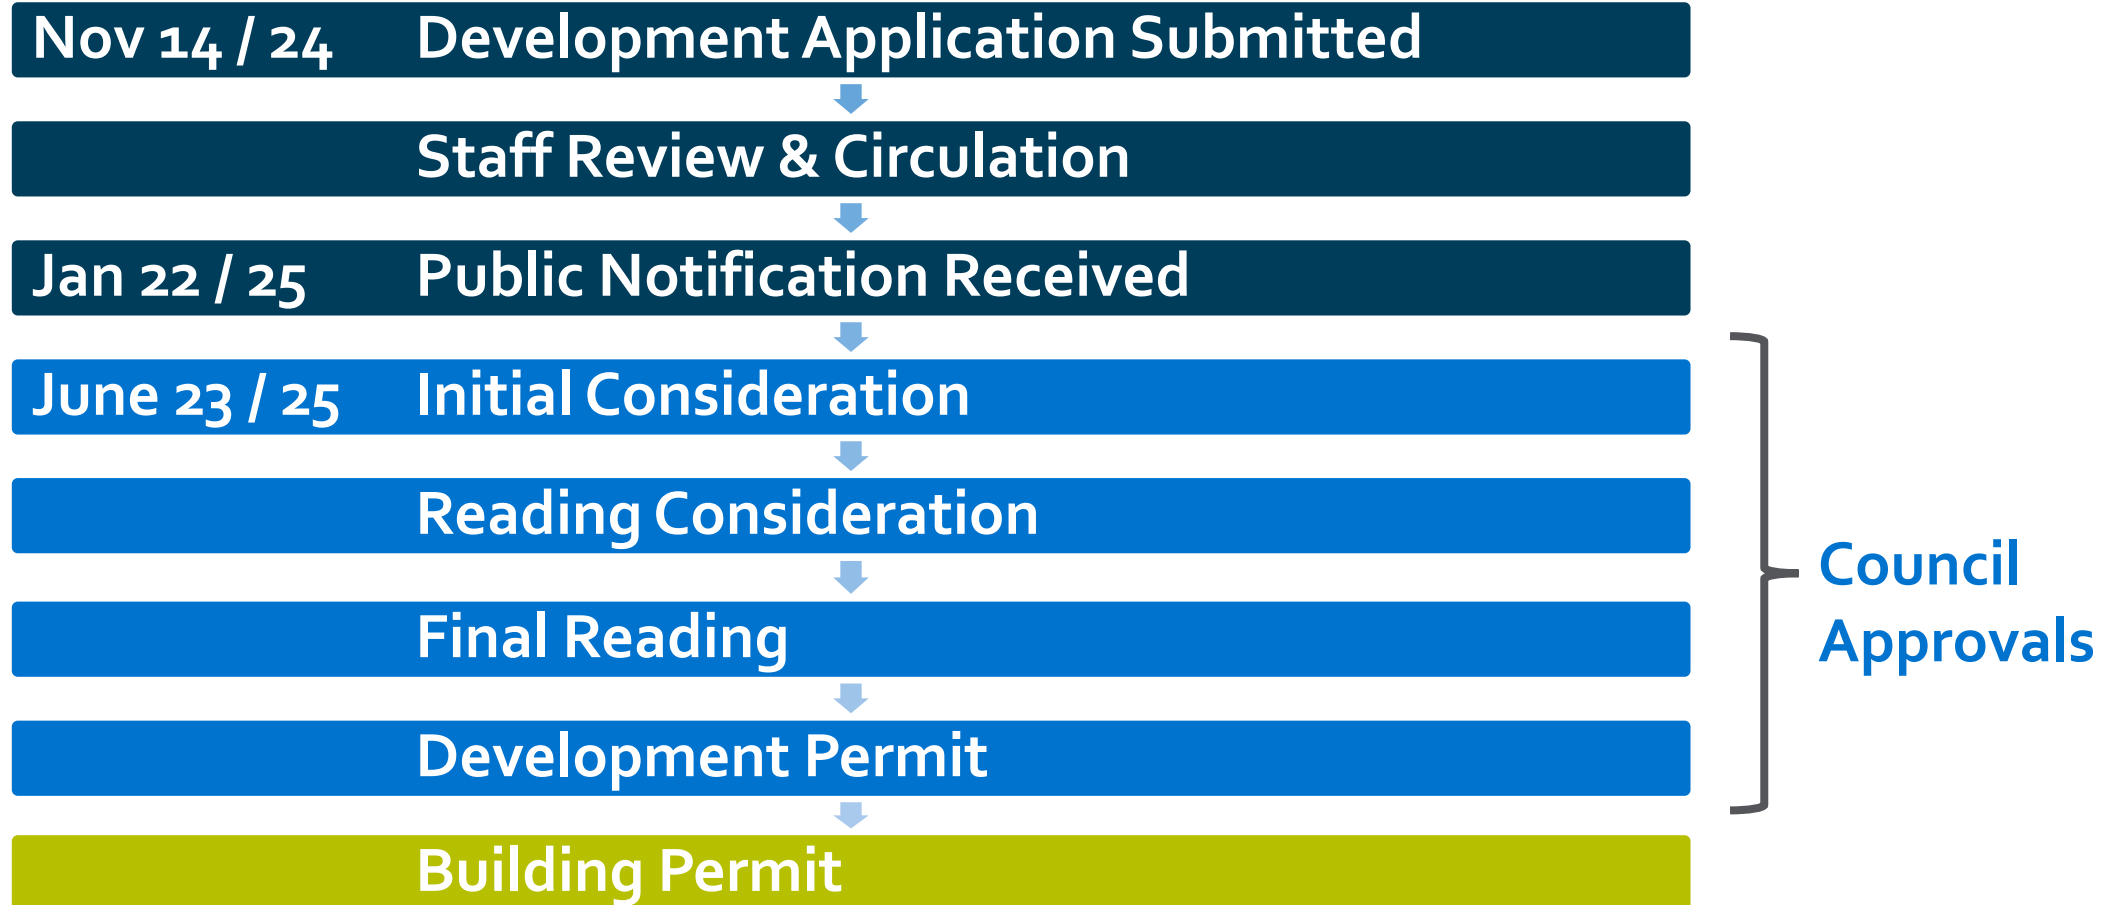 Nov 14 / 24 Development Application Submitted
Staff Review & Circulation
Jan 22 / 25 Public Notification Received
June 23 / 25 Initial Consideration
Reading Consideration
Final Reading
Development Permit
Building Permit
Council
Approvals